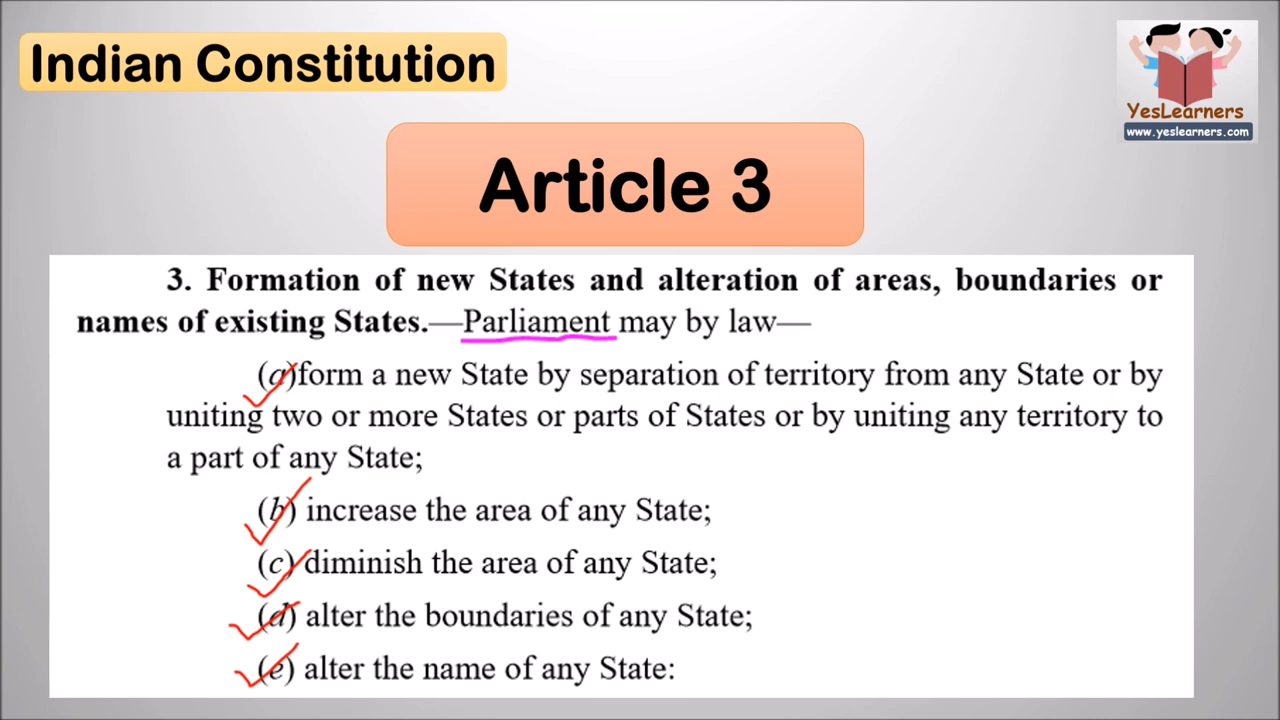 Indian Constitution
YesLearners
www.yeslearners.com
Article 3
3. Formation of new States and alteration of areas, boundaries or
names of existing States.—Parliament may by law—
(a)form a new State by separation of territory from any State or by
uniting two or more States or parts of States or by uniting any territory to
a part of any State;
(b) increase the area of any State;
(c) diminish the area of any State;
(d) alter the boundaries of any State;
(e) alter the name of any State: